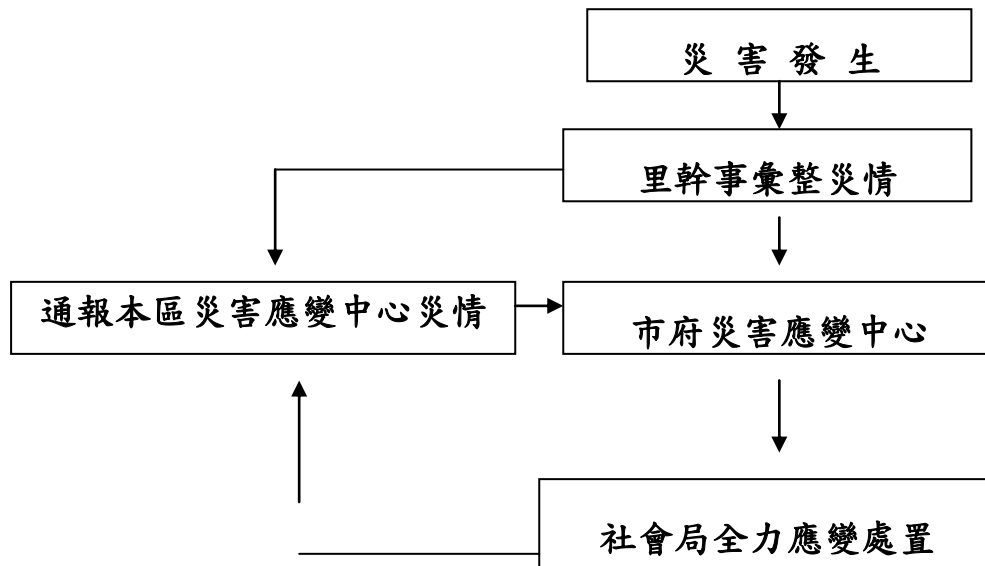 災 害 發 生
里幹事彙整災情
通報本區災害應變中心災情
市府災害應變中心
社會局全力應變處置